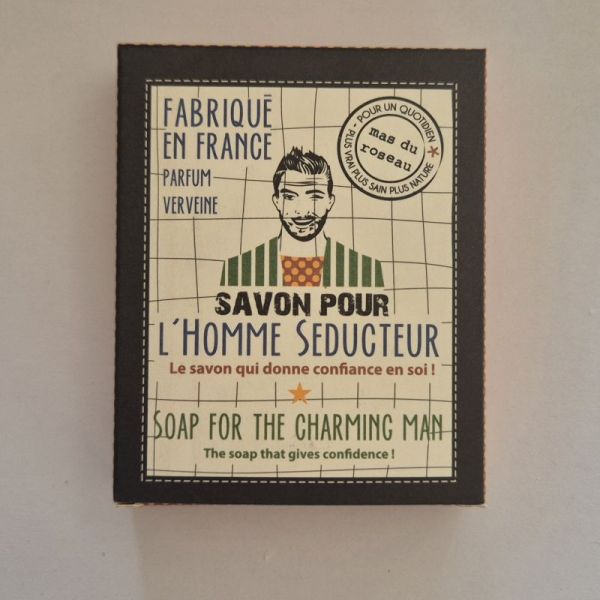 FABRIQUÉ
EN FRANCE
PARFUM
VERVEINE
POUR UN QUOTIDIEN
mas du
roseau
- PLUS VRAI PLUS SAIN PLUS NATURE
SAVON POUR
L'HOMME SEDUCTEUR
Le savon qui donne confiance en soi !
SOAP FOR THE CHARMING MAN
The soap that gives confidence !